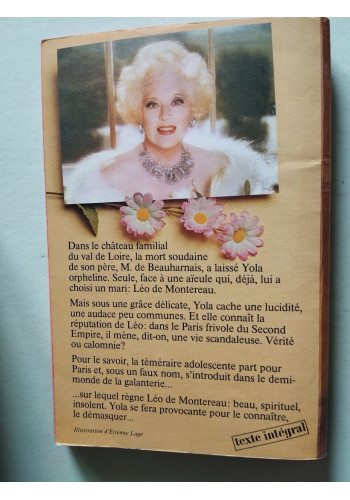 Dans le château familial
du val de Loire, la mort soudaine
de son père, M. de Beauharnais, a laissé Yola
orpheline. Seule, face à une aïeule qui, déjà, lui a
choisi un mari: Léo de Montereau.
Mais sous une grâce délicate, Yola cache une lucidité,
une audace peu communes. Et elle connaît la
réputation de Léo: dans le Paris frivole du Second
Empire, il mène, dit-on, une vie scandaleuse. Vérité
ou calomnie?
Pour le savoir, la téméraire adolescente part pour
Paris et, sous un faux nom, s'introduit dans le demi-
monde de la galanterie...
...sur lequel règne Léo de Montereau: beau, spirituel,
insolent. Yola se fera provocante pour le connaître,
le démasquer...
Illustration d'Etienne Lage
texte intégral